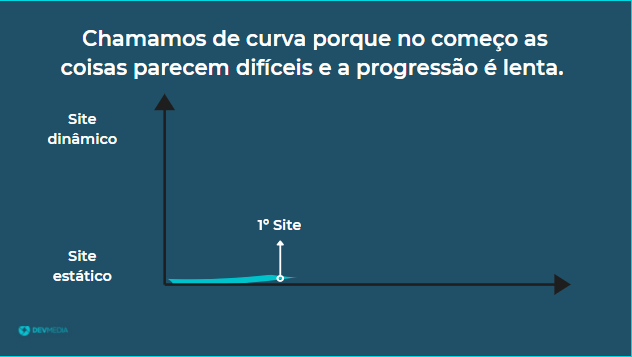 Chamamos de curva porque no começo as
coisas parecem difíceis e a progressão é lenta.
Site
dinâmico
1º Site
Site
estático
DEVMEDIA